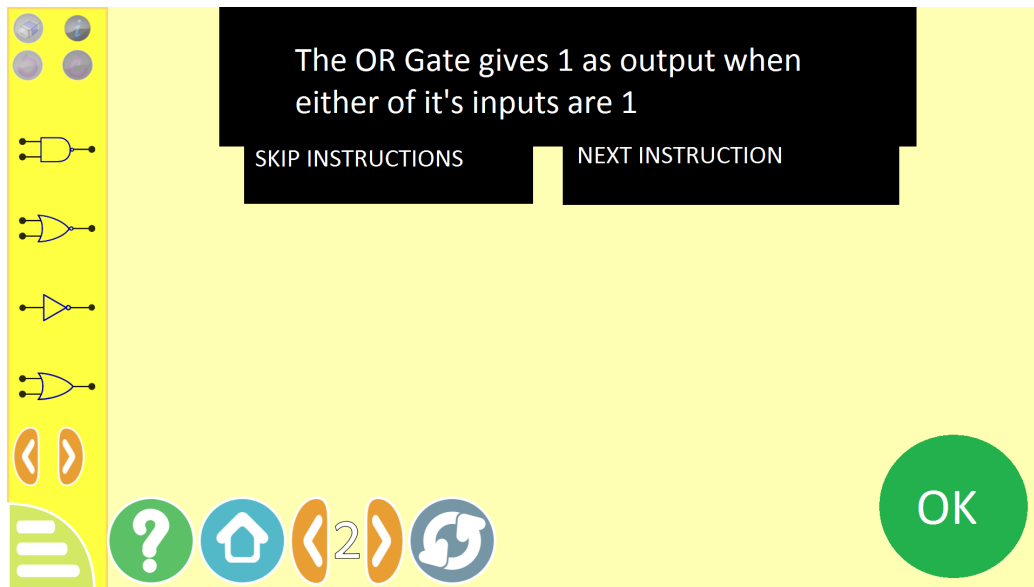 The OR Gate gives 1 as output when
either of it's inputs are 1
SKIP INSTRUCTIONS
NEXT INSTRUCTION
OK
?
2